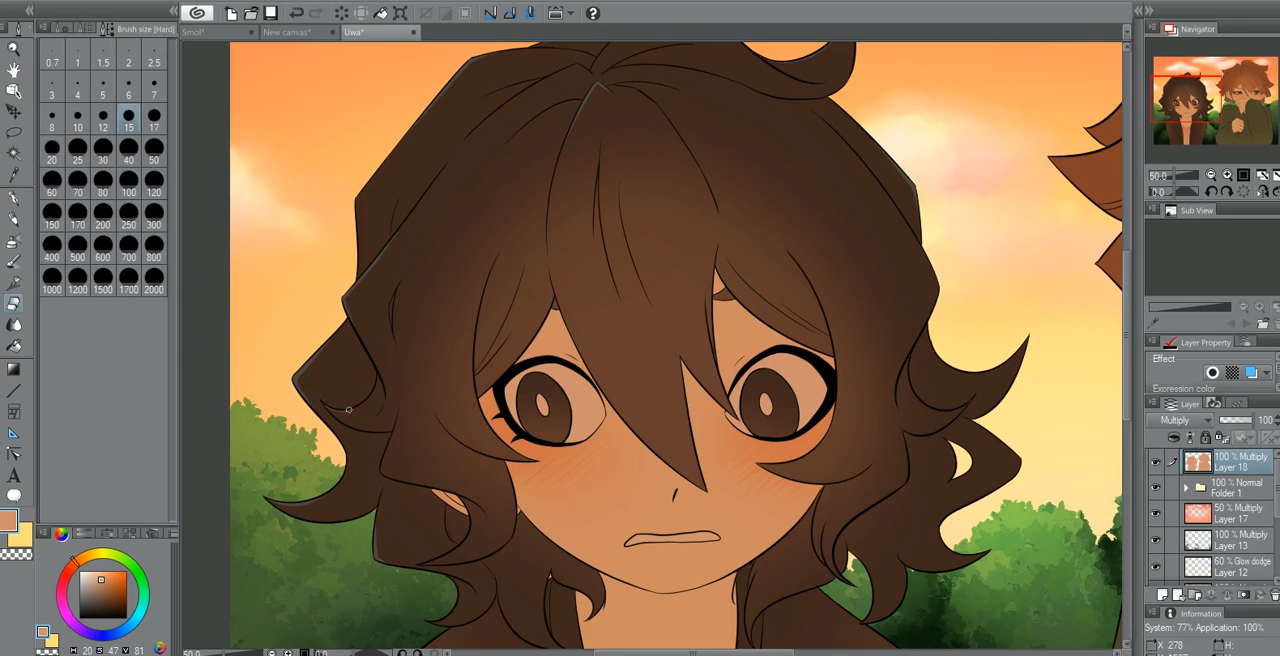 Brush size [Hard]
Smol*
New canvas*
Uwa*
Navigator
0.7 1 1.5 2 2.5
3 4 5 6 7
8 10 12 15 17
20 25 30 40 50
60 70 80 100 120
150 170 200 250 300
400 500 600 700 800
1000 1200 1500 1700 2000
50.0
0.0
Sub View
Layer Property
Effect
Expression color
Layer
Multiply 100
100 % Multiply
Layer 18
100 % Normal
Folder 1
50 % Multiply
Layer 17
100 % Multiply
Layer 13
60 % Glow dodge
Layer 12
Information
System: 77% Application: 100%
X 278 H:
H 20 S 47 V 81
50.0 0.0